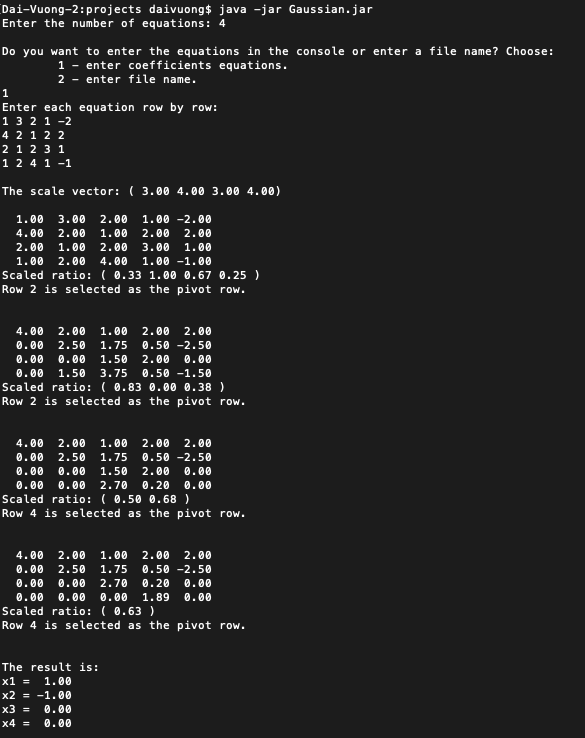 Dai-Vuong-2:projects daivuong$ java -jar Gaussian.jar
Enter the number of equations: 4
Do you want to enter the equations in the console or enter a file name? Choose:
1 - enter coefficients equations.
2 - enter file name.
1
Enter each equation row by row:
1 3 2 1 -2
4 2 1 2 2
2 1 2 3 1
1 2 4 1 -1
The scale vector: ( 3.00 4.00 3.00 4.00)
1.00 3.00 2.00 1.00 -2.00
4.00 2.00 1.00 2.00 2.00
2.00 1.00 2.00 3.00 1.00
1.00 2.00 4.00 1.00 -1.00
Scaled ratio: ( 0.33 1.00 0.67 0.25 )
Row 2 is selected as the pivot row.
4.00 2.00 1.00 2.00 2.00
0.00 2.50 1.75 0.50 -2.50
0.00 0.00 1.50 2.00 0.00
0.00 1.50 3.75 0.50 -1.50
Scaled ratio: ( 0.83 0.00 0.38 )
Row 2 is selected as the pivot row.
4.00 2.00 1.00 2.00 2.00
0.00 2.50 1.75 0.50 -2.50
0.00 0.00 1.50 2.00 0.00
0.00 0.00 2.70 0.20 0.00
Scaled ratio: ( 0.50 0.68 )
Row 4 is selected as the pivot row.
4.00 2.00 1.00 2.00 2.00
0.00 2.50 1.75 0.50 -2.50
0.00 0.00 2.70 0.20 0.00
0.00 0.00 0.00 1.89 0.00
Scaled ratio: ( 0.63 )
Row 4 is selected as the pivot row.
The result is:
x1 = 1.00
x2 = -1.00
x3 = 0.00
x4 = 0.00